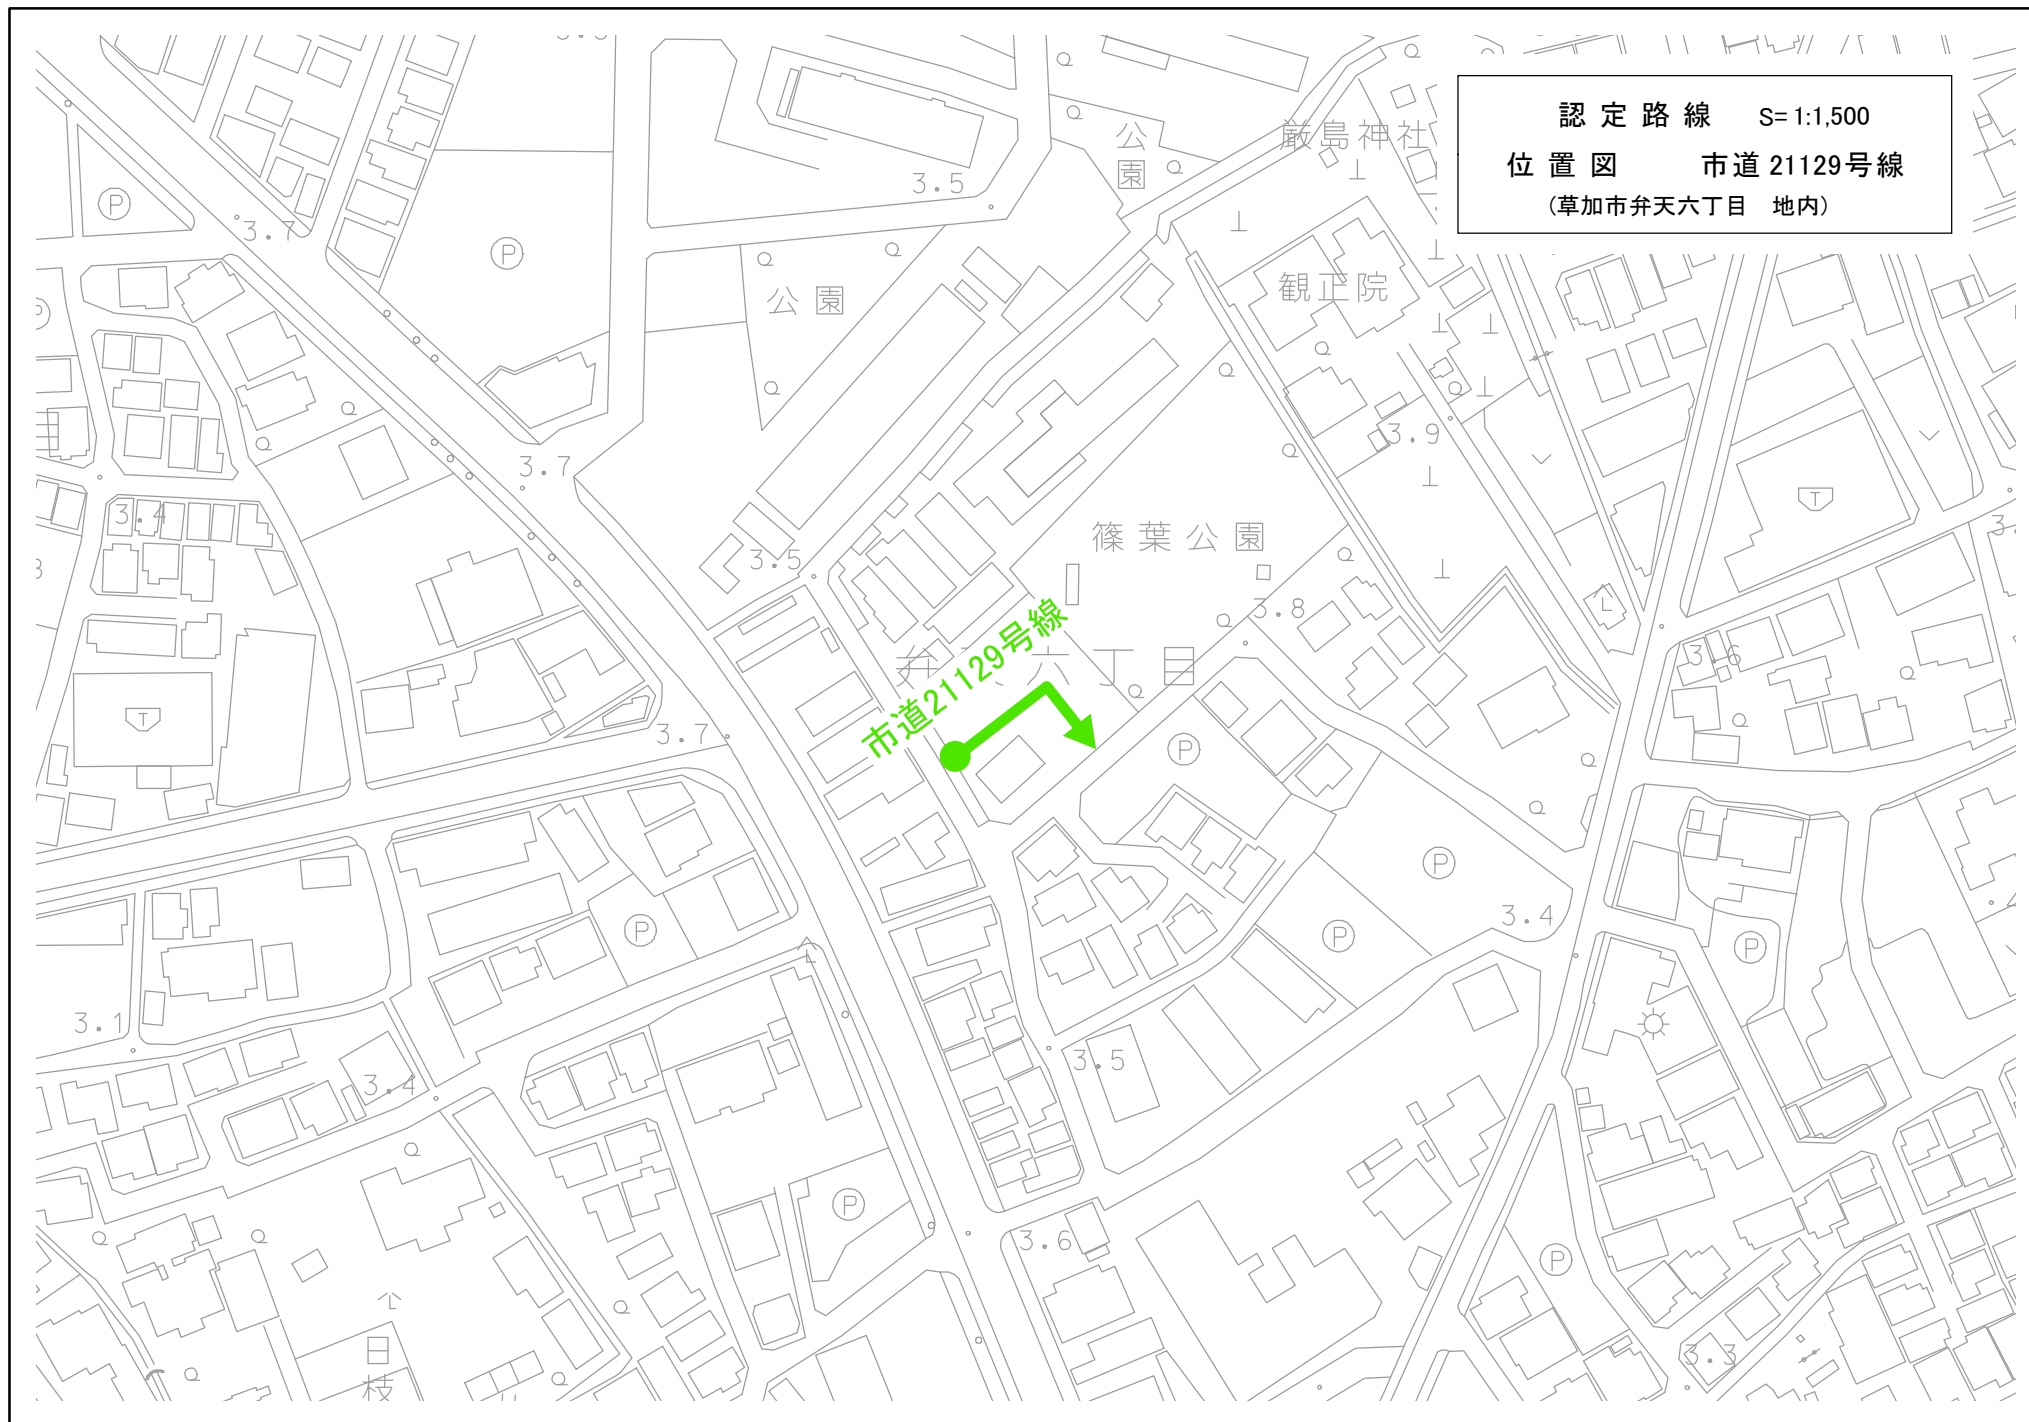 認定路線 S=1:1,500
位置図 市道21129号線
(草加市弁天六丁目 地内)
公園
厳島神社
3.5
3.7
P
P
観正院
公園
3.9
3.7
3.4
T
篠葉公園
3.5
3.8
市道21129号線
六丁目
3.6
T
3.7
P
P
P
3.4
P
P
3.1
3.5
3.4
P
3.6
P
3.3
日
枝